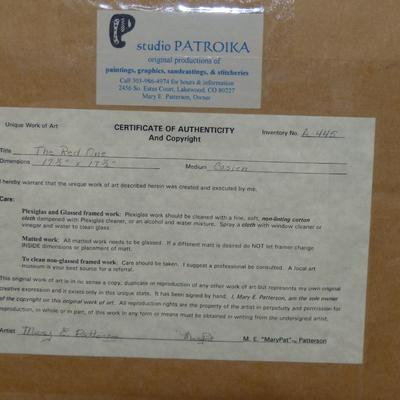 studio PATROIKA
original productions of
paintings, graphics, sandcastings, & stitcheries
Call 303-986-4974 for hours & information
2456 So. Estes Court, Lakewood, CO 80227
Mary E. Patterson, Owner
Unique Work of Art
CERTIFICATE OF AUTHENTICITY
And Copyright
Inventory No. A-445
Title The Red One
Dimensions 17¾" x 17¾"
Medium Casien
I hereby warrant that the unique work of art described herein was created and executed by me.
Care:
Plexiglas and Glassed framed work: Plexiglas work should be cleaned with a fine, soft, non-linting cotton
cloth dampened with Plexiglas cleaner, or an alcohol and water mixture. Spray a cloth with window cleaner or
vinegar and water to clean glass.
Matted work: All matted work needs to be glassed. If a different matt is desired do NOT let framer change
INSIDE dimensions or placement of matt.
To clean non-glassed framed work: Care should be taken. I suggest a professional be consulted. A local art
museum is your best source for a referral.
This original work of art is in no sense a copy, duplicate or reproduction of any other work of art but represents my own original
creative expression and it exists only in this unique state. It has been signed by hand. I, Mary E. Patterson, am the sole owner
of the copyright on this original work of art. All reproduction rights are the property of the artist in perpetuity and permission for
reproduction, in whole or in part, of this work in any form or means must be obtained in writing from the undersigned artist.
Artist Mary E Patterson MaryPat M. E. "MaryPat" Patterson